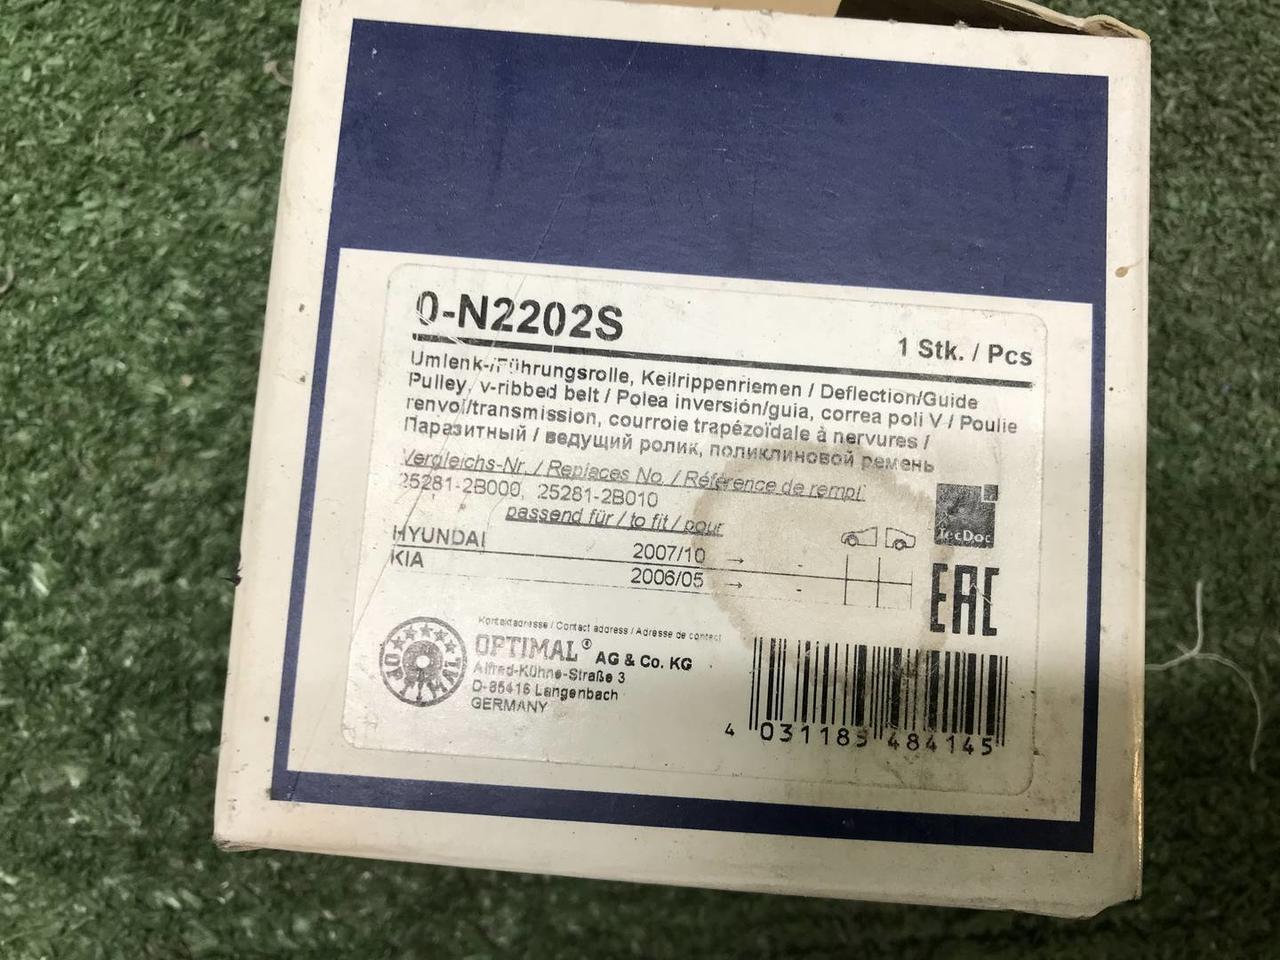 0-N2202S
1 Stk. / Pcs
Umlenk-/Führungsrolle, Keilrippenriemen / Deflection/Guide
Pulley, v-ribbed belt / Polea inversión/guia, correa poli V / Poulie
renvoi/transmission, courroie trapézoïdale à nervures /
Паразитный / ведущий ролик, поликлиновой ремень
Vergleichs-Nr. / Replaces No. / Référence de rempl.
25281-2B000, 25281-2B010
passend für / to fit / pour
HYUNDAI 2007/10 → -
KIA 2006/05 → -
TecDoc
EAC
Kontaktadresse / Contact address / Adresse de contact
OPTIMAL® AG & Co. KG
Alfred-Kühne-Straße 3
D-85416 Langenbach
GERMANY
OPTIMAL
4 031185 484145